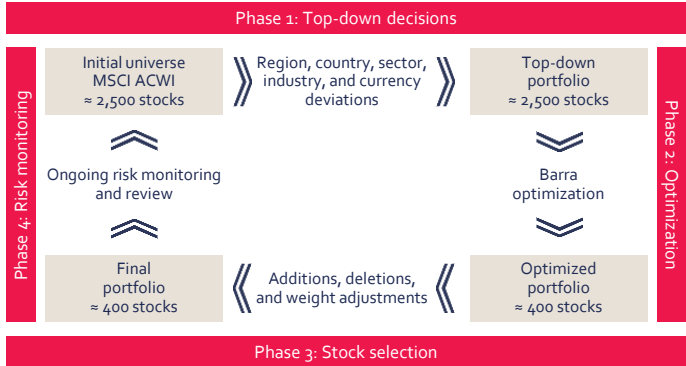 Phase 1: Top-down decisions
Initial universe
MSCI ACWI
≈ 2,500 stocks
Region, country, sector,
industry, and currency
deviations
Top-down
portfolio
≈ 2,500 stocks
Phase 2: Optimization
Barra
optimization
Optimized
portfolio
≈ 400 stocks
Phase 3: Stock selection
Additions, deletions,
and weight adjustments
Final
portfolio
≈ 400 stocks
Phase 4: Risk monitoring
Ongoing risk monitoring
and review